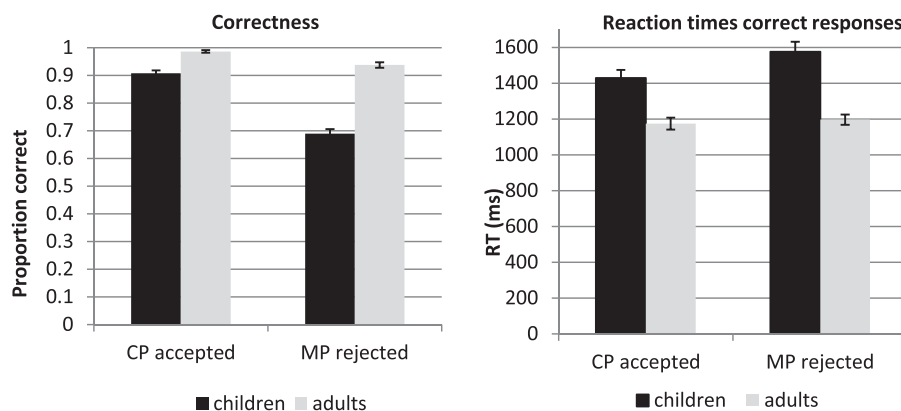 Correctness
Proportion correct
1
0.9
0.8
0.7
0.6
0.5
0.4
0.3
0.2
0.1
0
CP accepted MP rejected
children adults
Reaction times correct responses
RT (ms)
1600
1400
1200
1000
800
600
400
200
0
CP accepted MP rejected
children adults